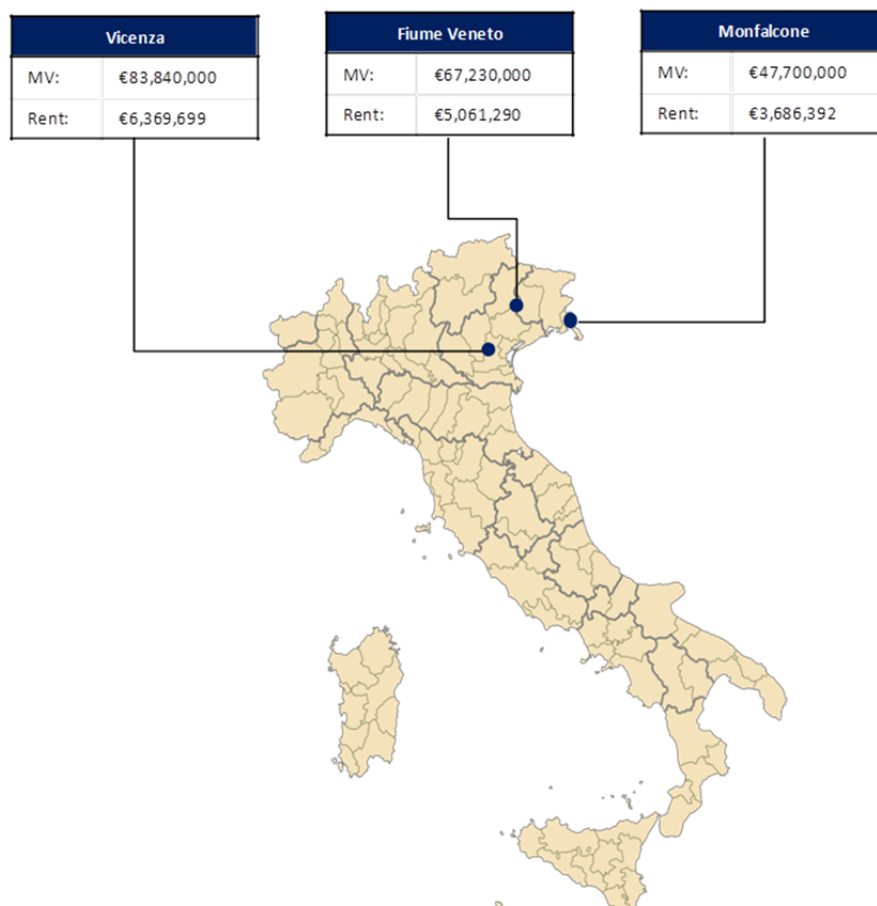 Vicenza
MV: €83,840,000
Rent: €6,369,699
Fiume Veneto
MV: €67,230,000
Rent: €5,061,290
Monfalcone
MV: €47,700,000
Rent: €3,686,392